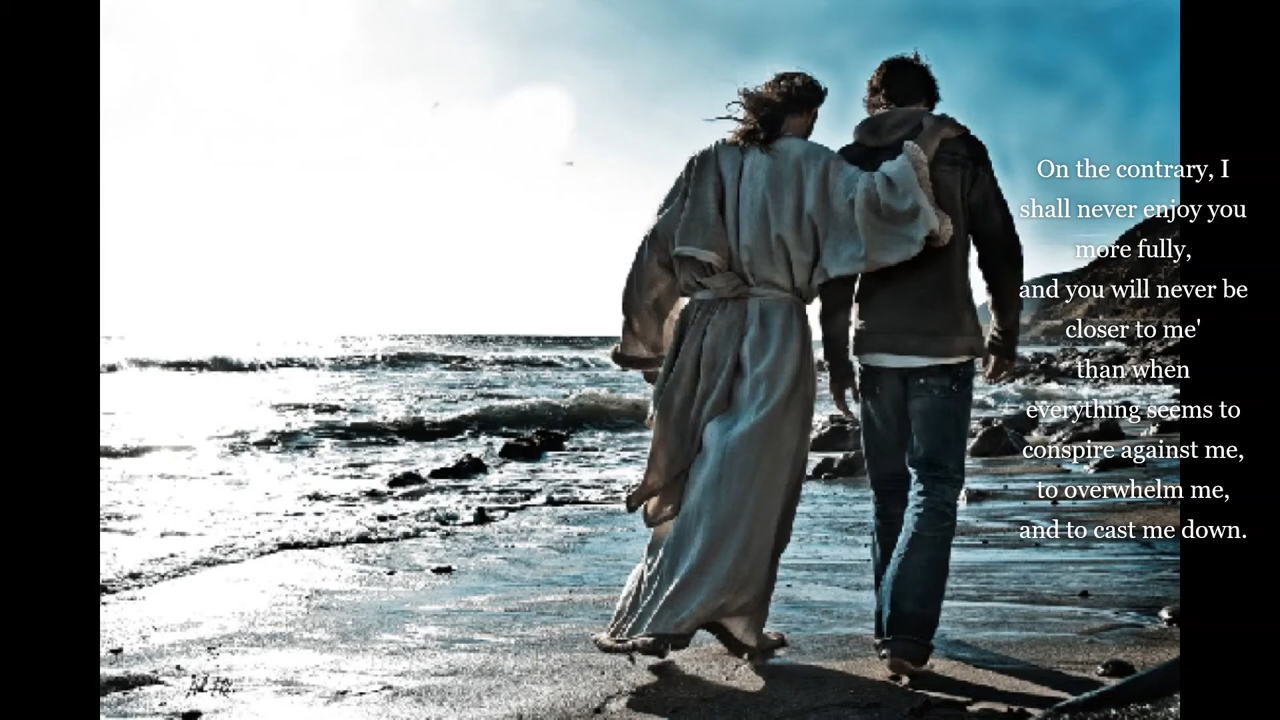 On the contrary, I
shall never enjoy you
more fully,
and you will never be
closer to me'
than when
everything seems to
conspire against me,
to overwhelm me,
and to cast me down.